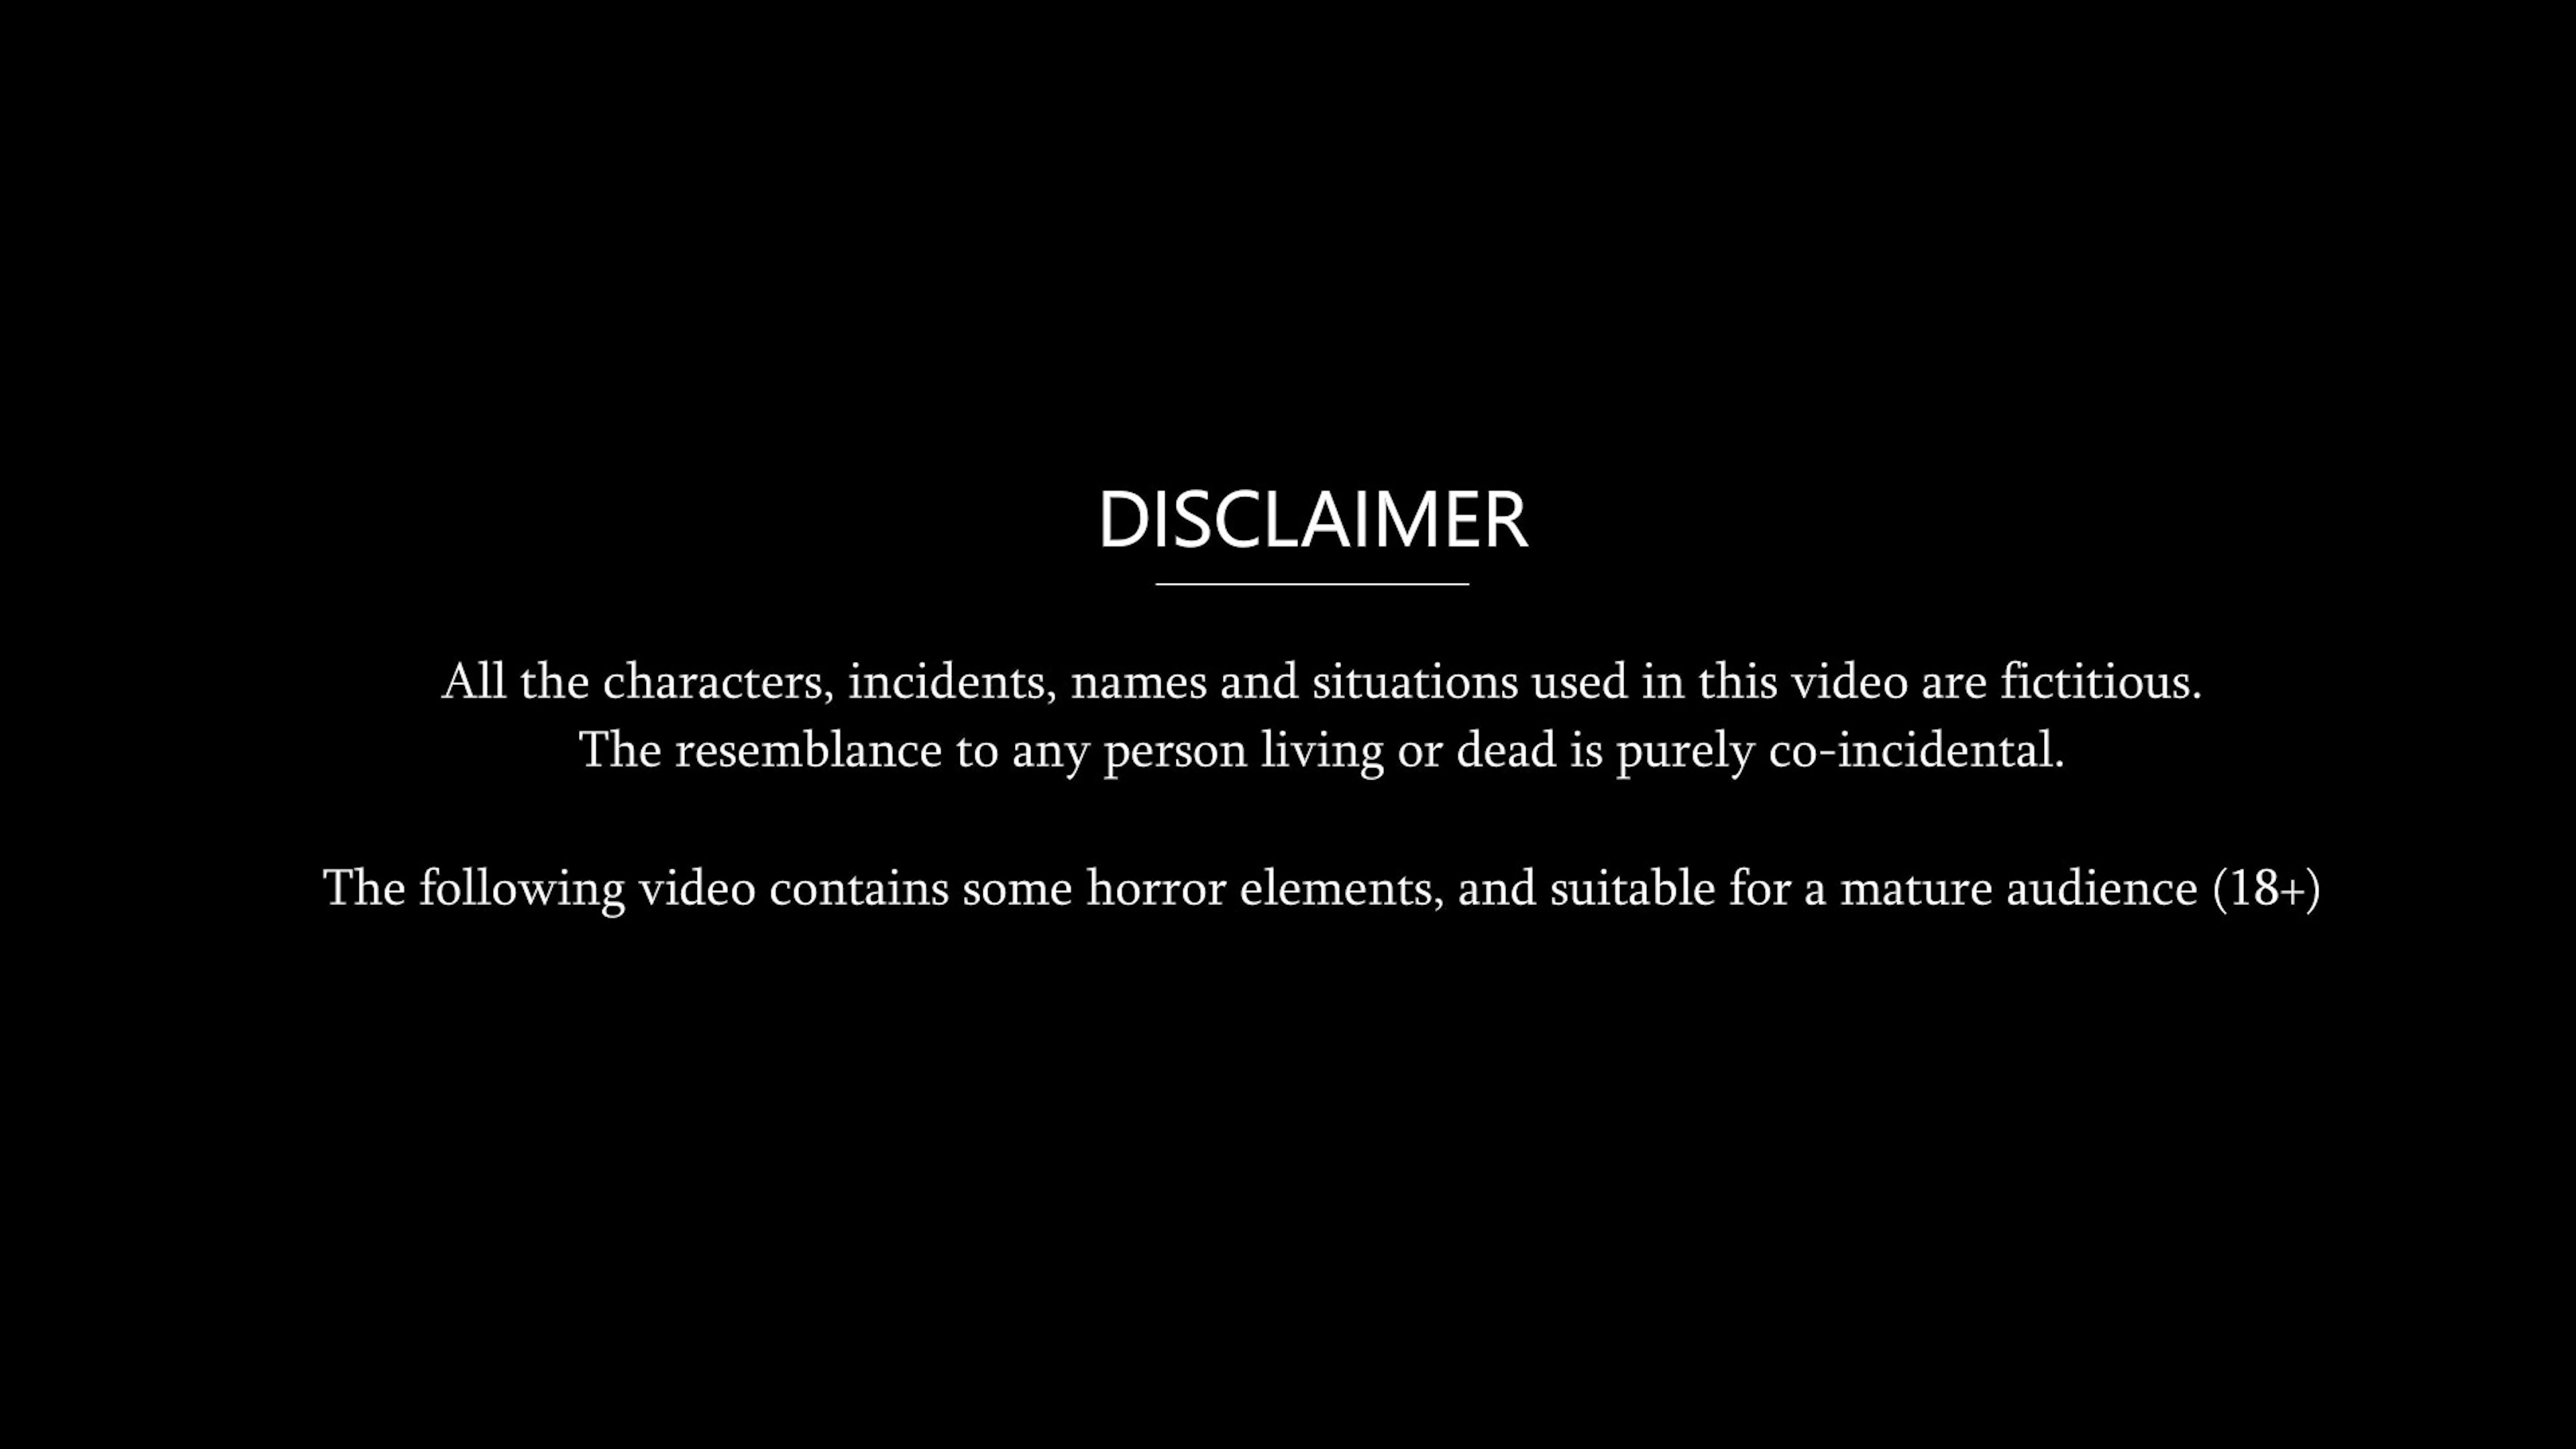 DISCLAIMER
All the characters, incidents, names and situations used in this video are fictitious.
The resemblance to any person living or dead is purely co-incidental.
The following video contains some horror elements, and suitable for a mature audience (18+)